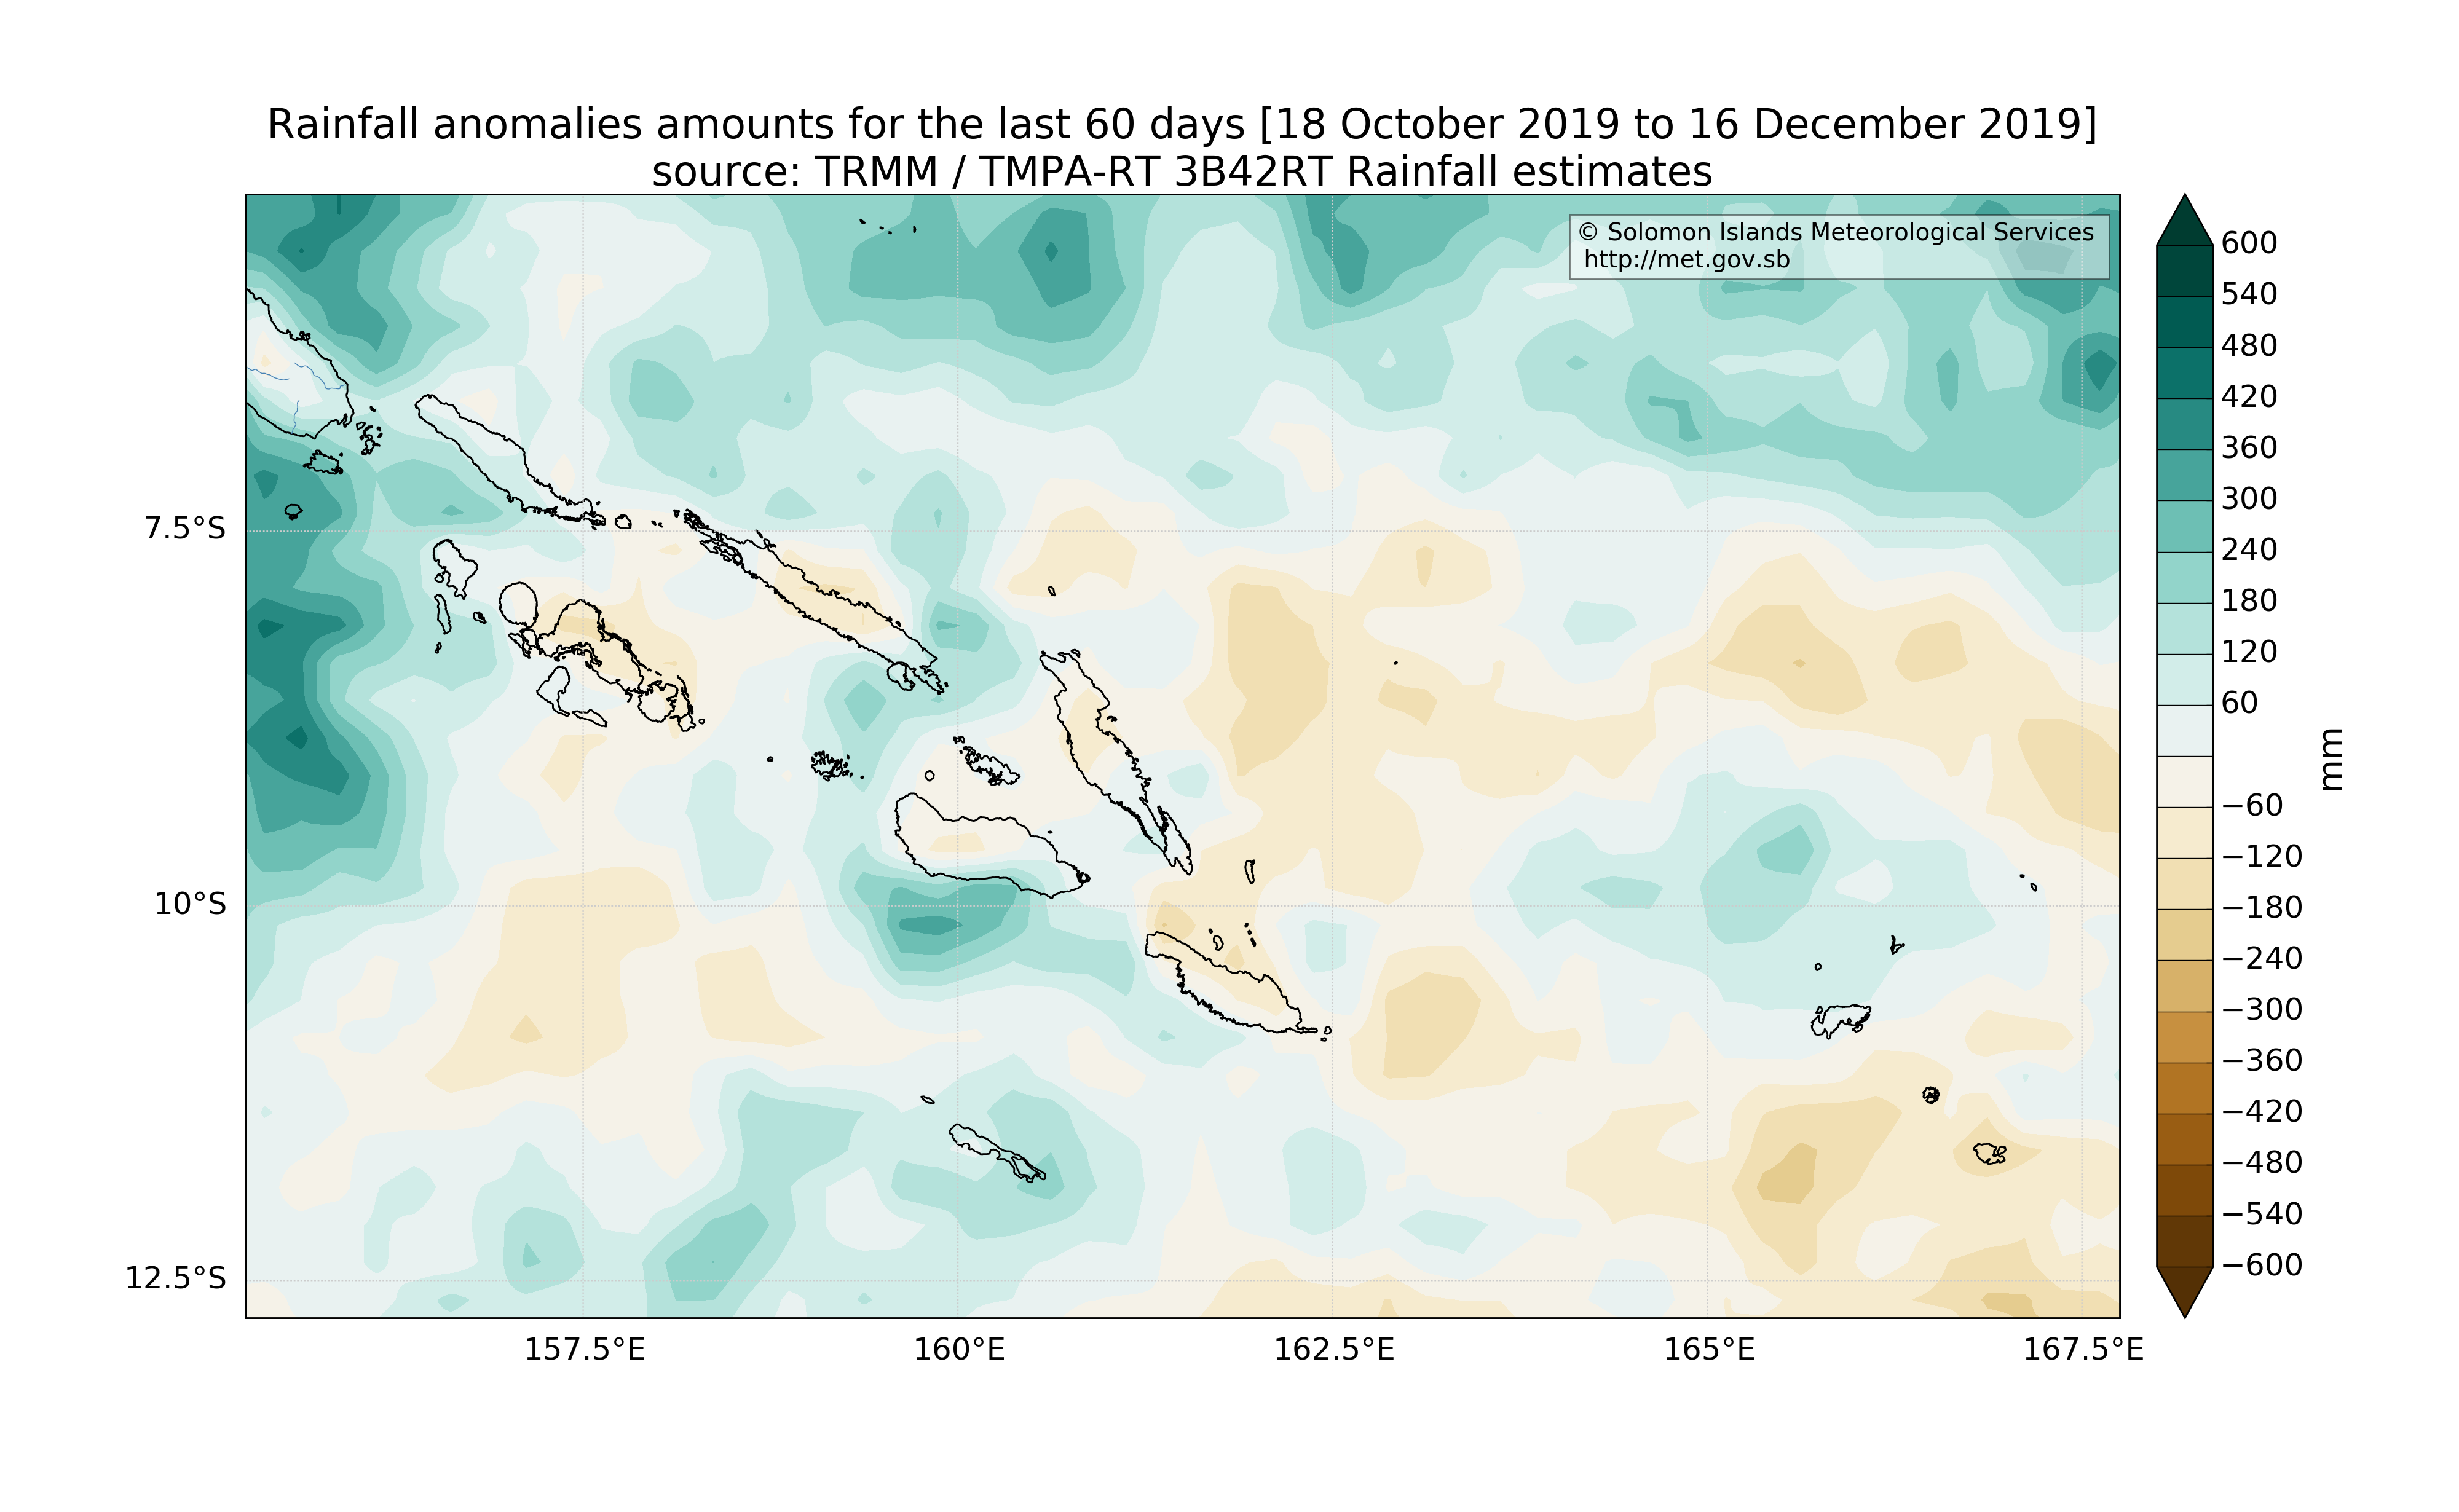 Rainfall anomalies amounts for the last 60 days [18 October 2019 to 16 December 2019]
source: TRMM / TMPA-RT 3B42RT Rainfall estimates
© Solomon Islands Meteorological Services
http://met.gov.sb
7.5°S
10°S
12.5°S
157.5°E
160°E
162.5°E
165°E
167.5°E
600
540
480
420
360
300
240
180
120
60
−60
−120
−180
−240
−300
−360
−420
−480
−540
−600
mm